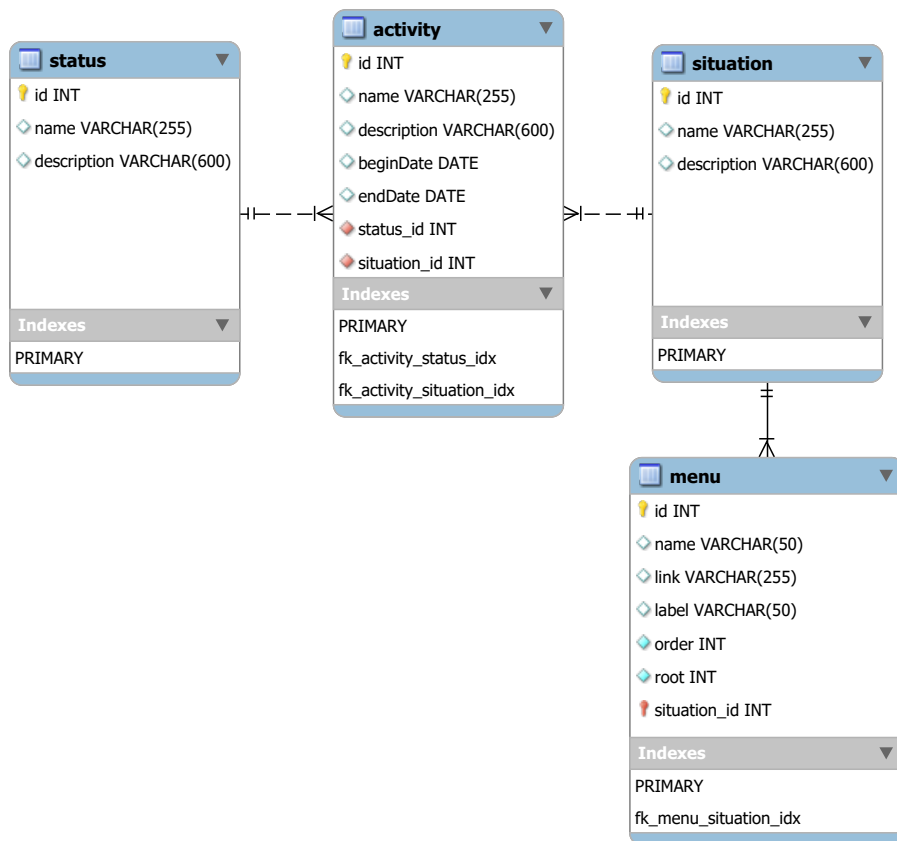 status
id INT
name VARCHAR(255)
description VARCHAR(600)
Indexes
PRIMARY
activity
id INT
name VARCHAR(255)
description VARCHAR(600)
beginDate DATE
endDate DATE
status_id INT
situation_id INT
Indexes
PRIMARY
fk_activity_status_idx
fk_activity_situation_idx
situation
id INT
name VARCHAR(255)
description VARCHAR(600)
Indexes
PRIMARY
menu
id INT
name VARCHAR(50)
link VARCHAR(255)
label VARCHAR(50)
order INT
root INT
situation_id INT
Indexes
PRIMARY
fk_menu_situation_idx